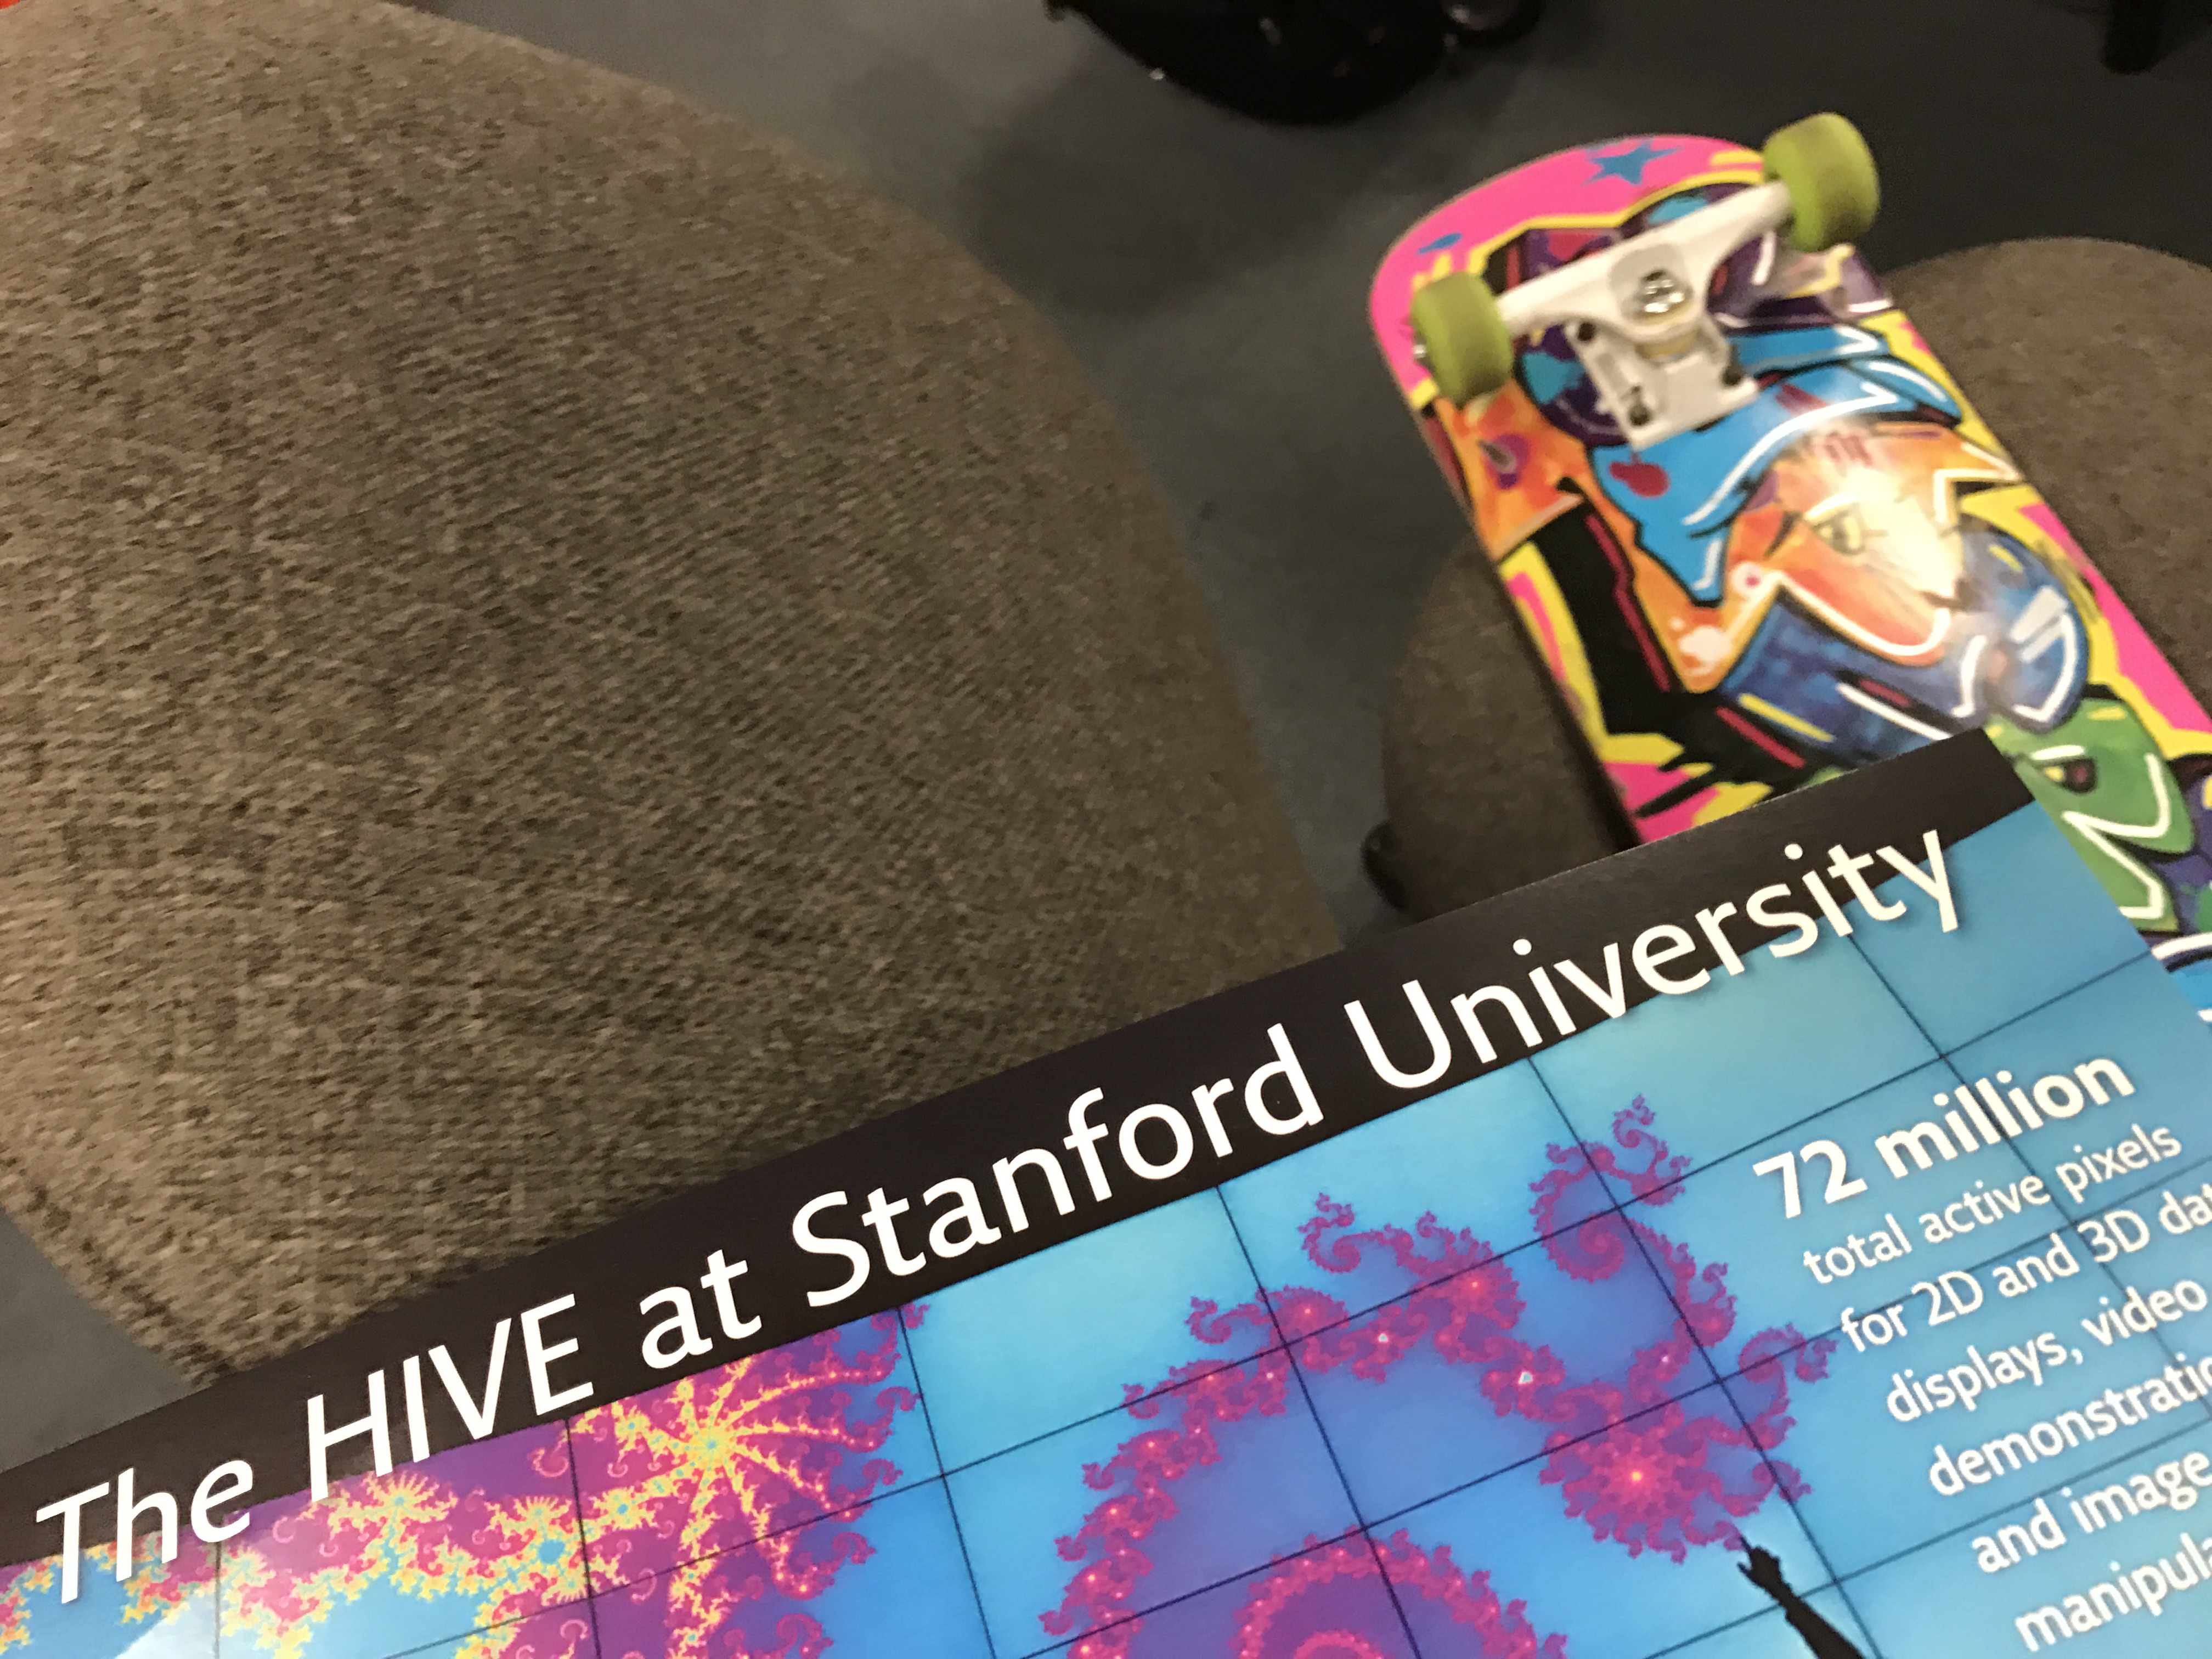 The HIVE at Stanford University
72 million
total active pixels
for 2D and 3D
displays, video
and image